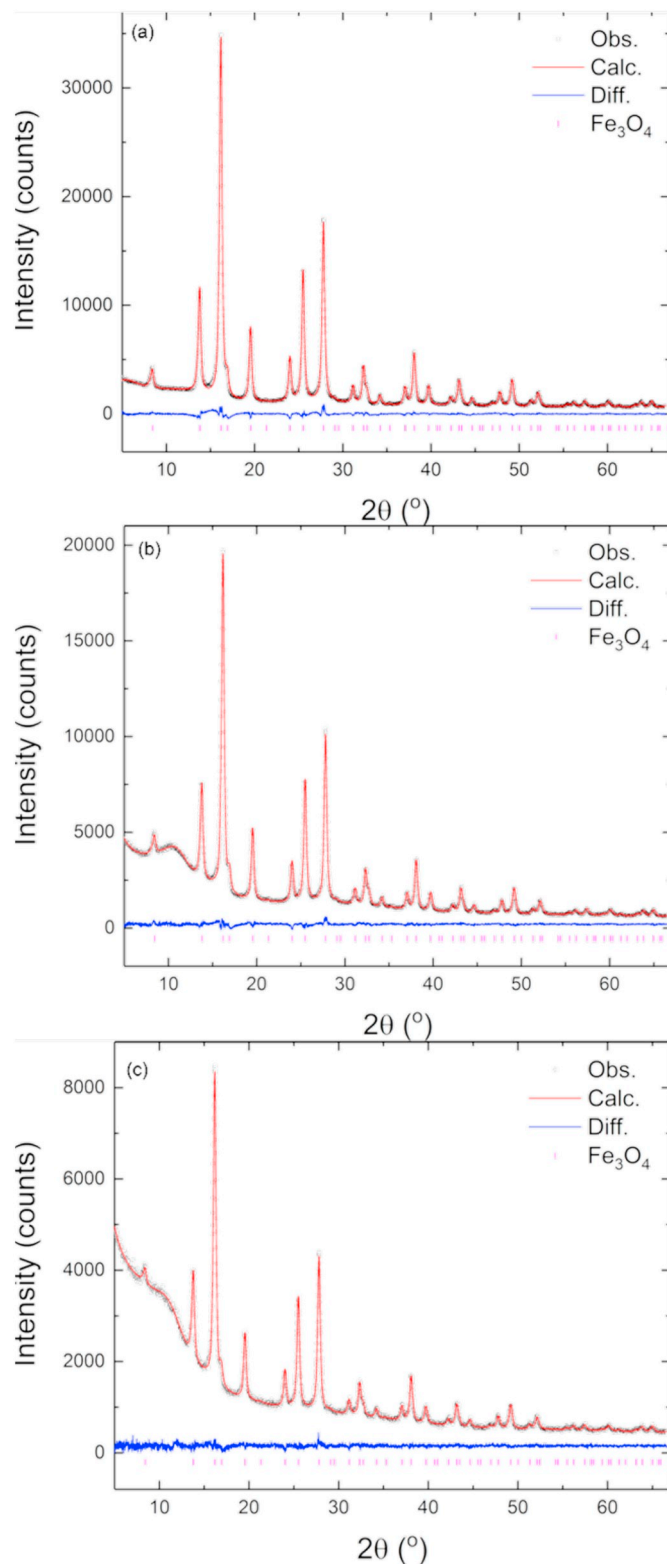 (a)
Obs.
Calc.
Diff.
Fe₃O₄
Intensity (counts)
30000
20000
10000
0
10 20 30 40 50 60
2θ (°)
(b)
Obs.
Calc.
Diff.
Fe₃O₄
Intensity (counts)
20000
15000
10000
5000
0
10 20 30 40 50 60
2θ (°)
(c)
Obs.
Calc.
Diff.
Fe₃O₄
Intensity (counts)
8000
6000
4000
2000
0
10 20 30 40 50 60
2θ (°)